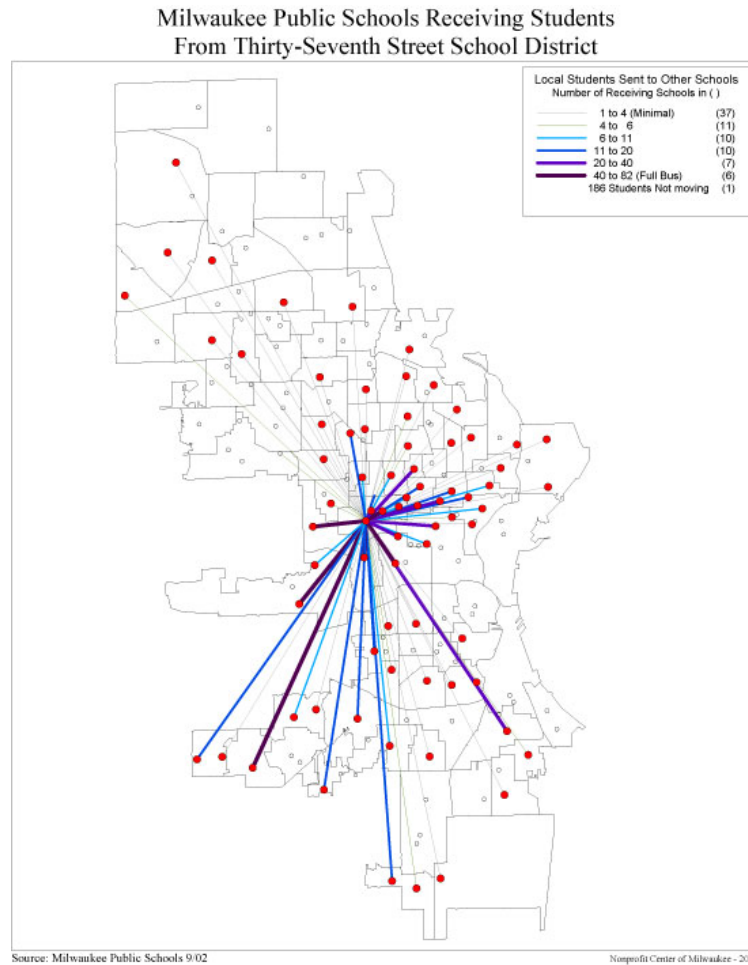 Milwaukee Public Schools Receiving Students
From Thirty-Seventh Street School District
Local Students Sent to Other Schools
Number of Receiving Schools in ( )
1 to 4 (Minimal) (37)
4 to 6 (11)
6 to 11 (10)
11 to 20 (10)
20 to 40 (7)
40 to 82 (Full Bus) (6)
186 Students Not moving (1)
Source: Milwaukee Public Schools 9/02
Nonprofit Center of Milwaukee - 20